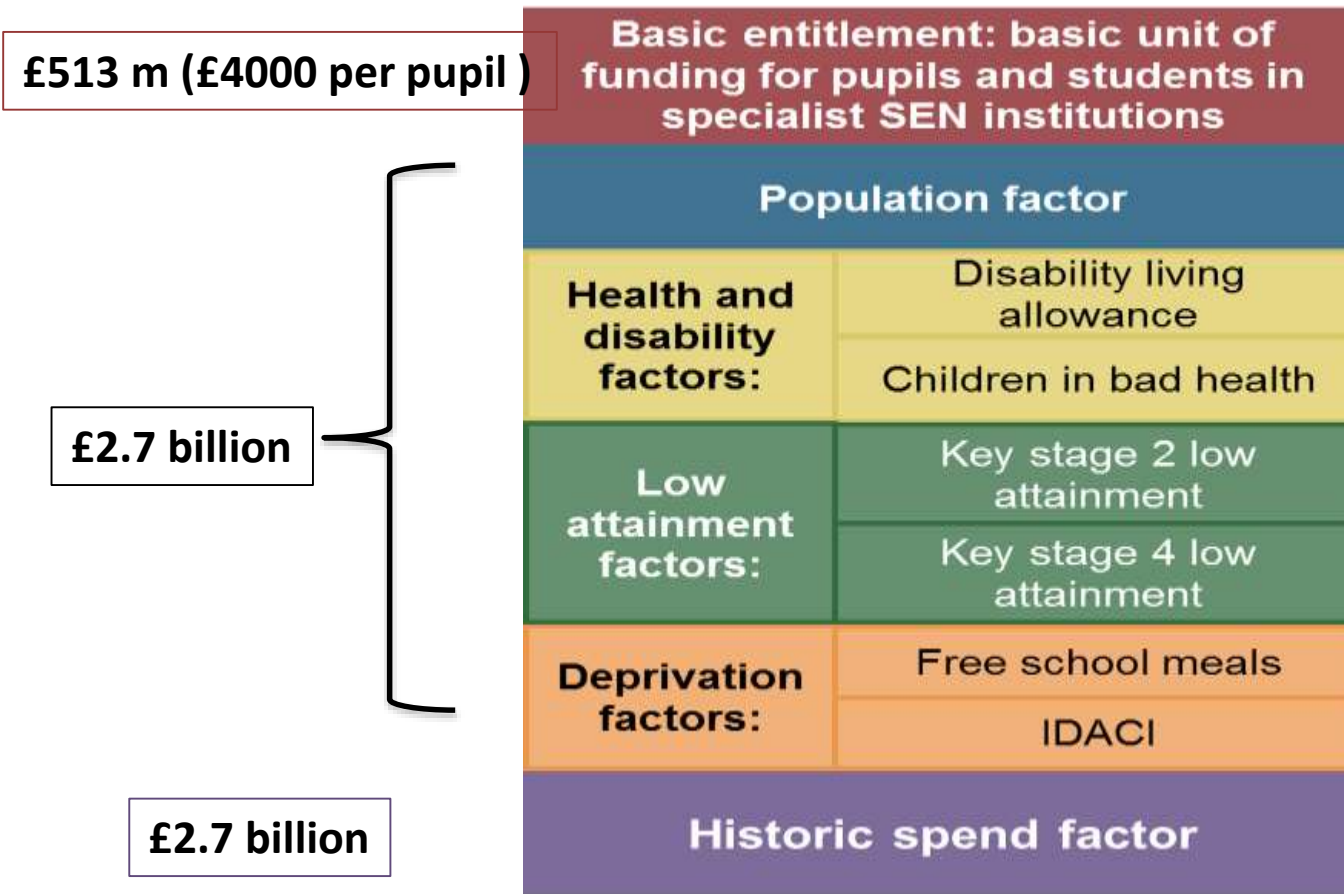 £513 m (£4000 per pupil )
Basic entitlement: basic unit of
funding for pupils and students in
specialist SEN institutions
Population factor
£2.7 billion
Health and
disability
factors:
Disability living
allowance
Children in bad health
Low
attainment
factors:
Key stage 2 low
attainment
Key stage 4 low
attainment
Deprivation
factors:
Free school meals
IDACI
£2.7 billion
Historic spend factor